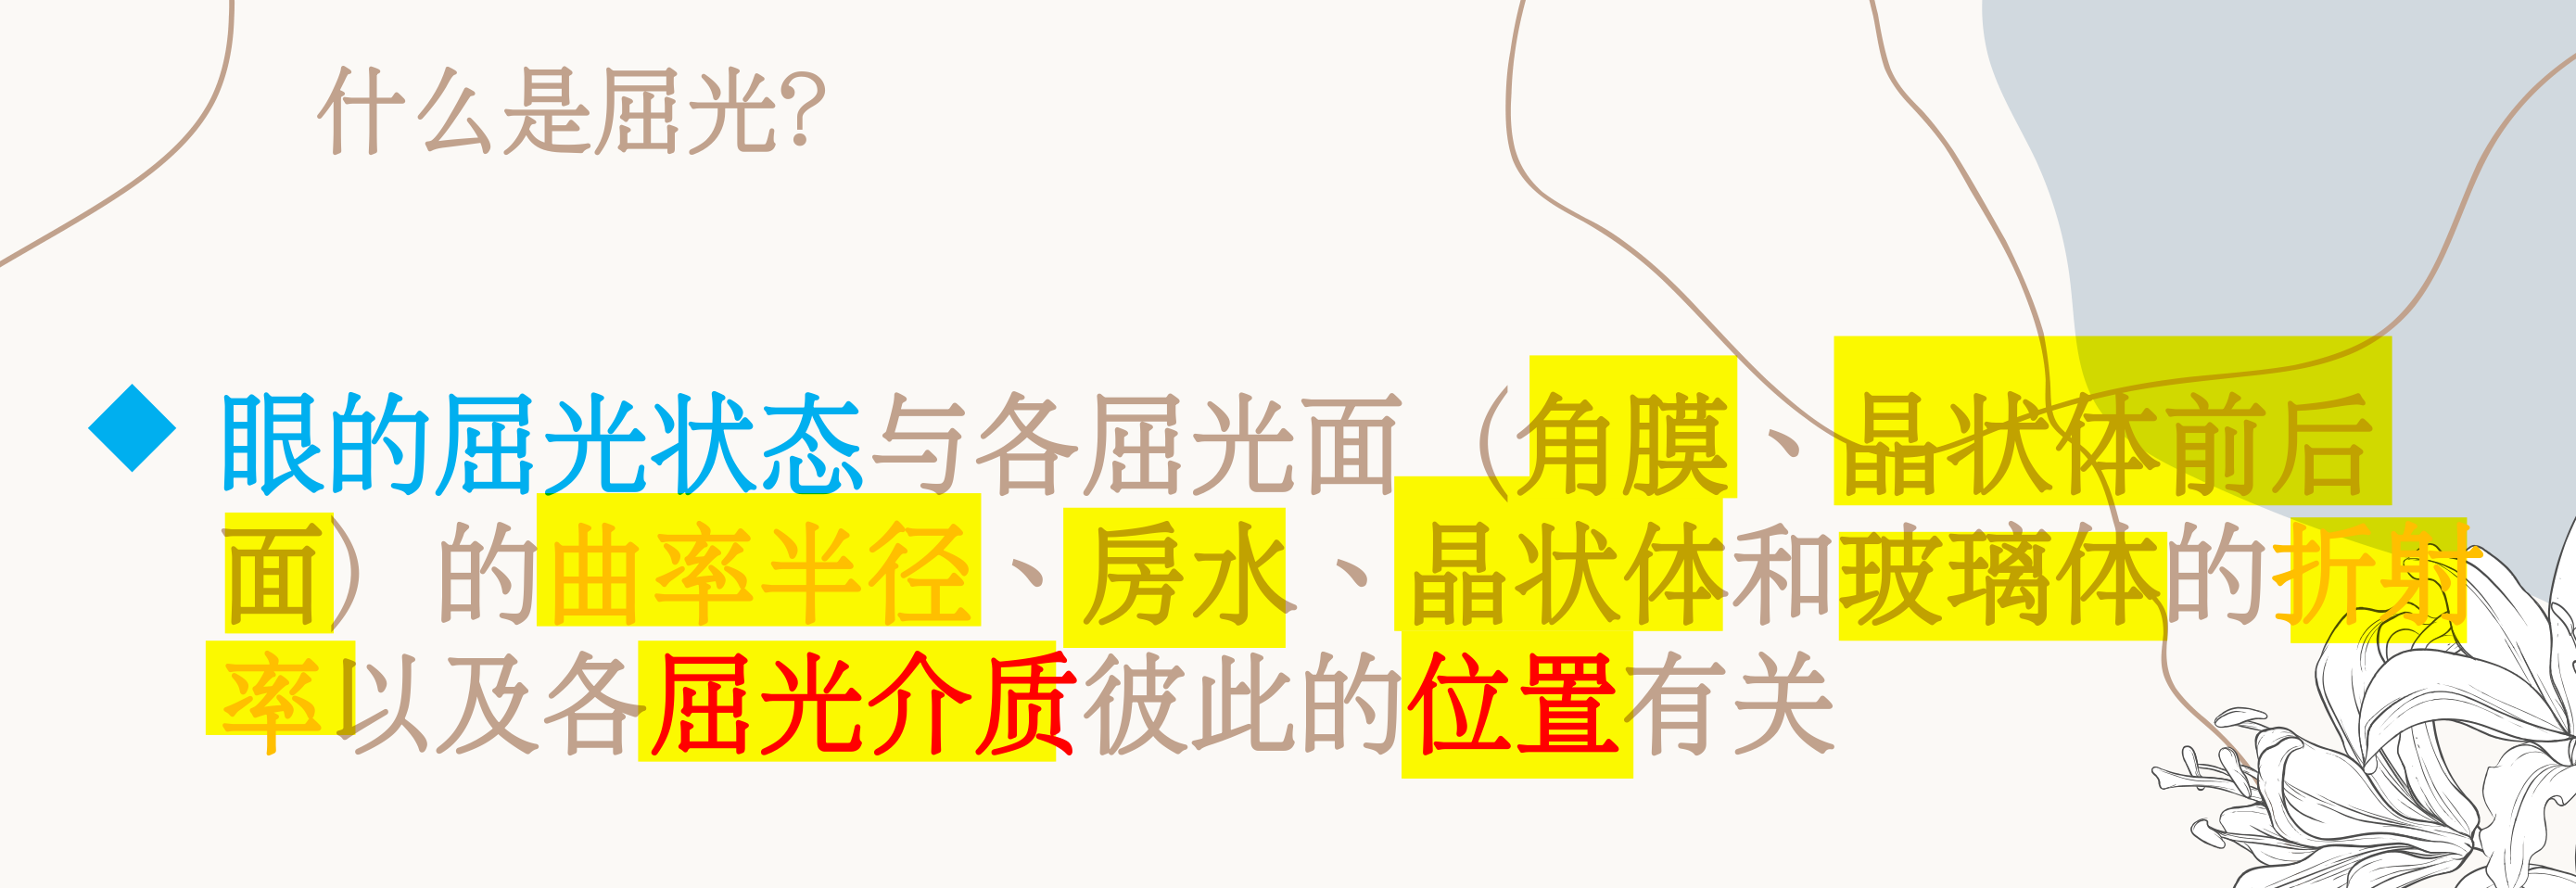 什么是屈光?
眼的屈光状态与各屈光面（角膜、晶状体前后
面）的曲率半径、房水、晶状体和玻璃体的折射
率以及各屈光介质彼此的位置有关